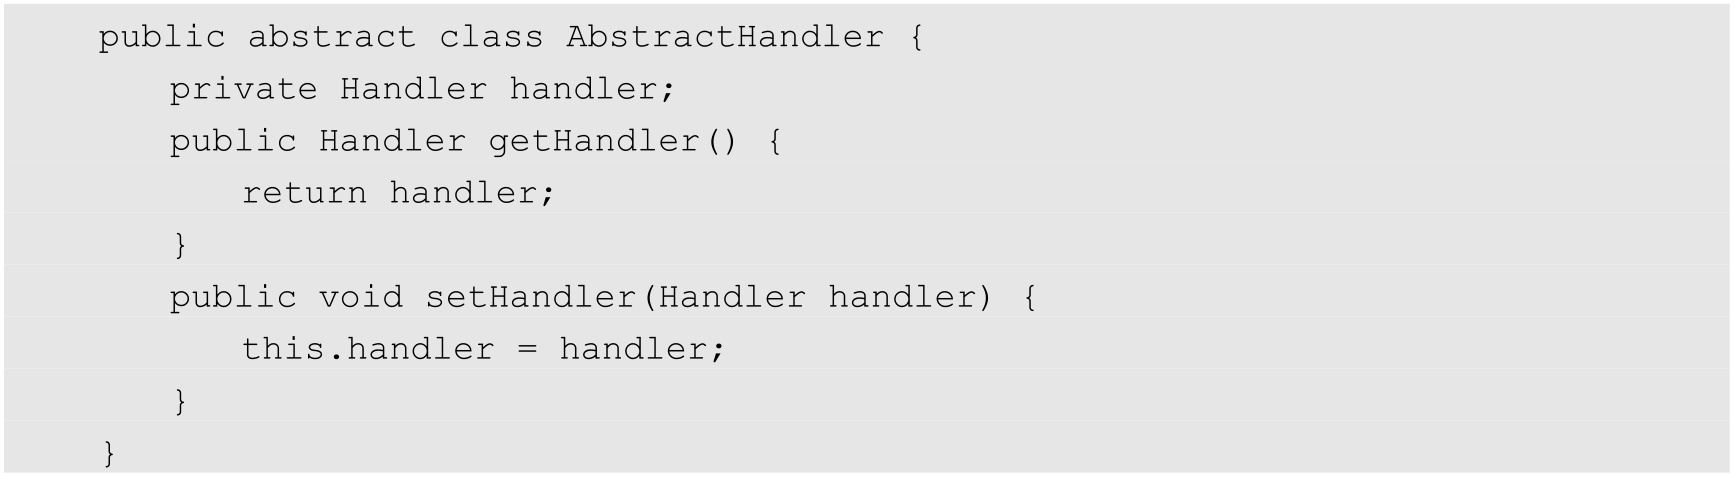 public abstract class AbstractHandler {
    private Handler handler;
    public Handler getHandler() {
        return handler;
    }
    public void setHandler(Handler handler) {
        this.handler = handler;
    }
}